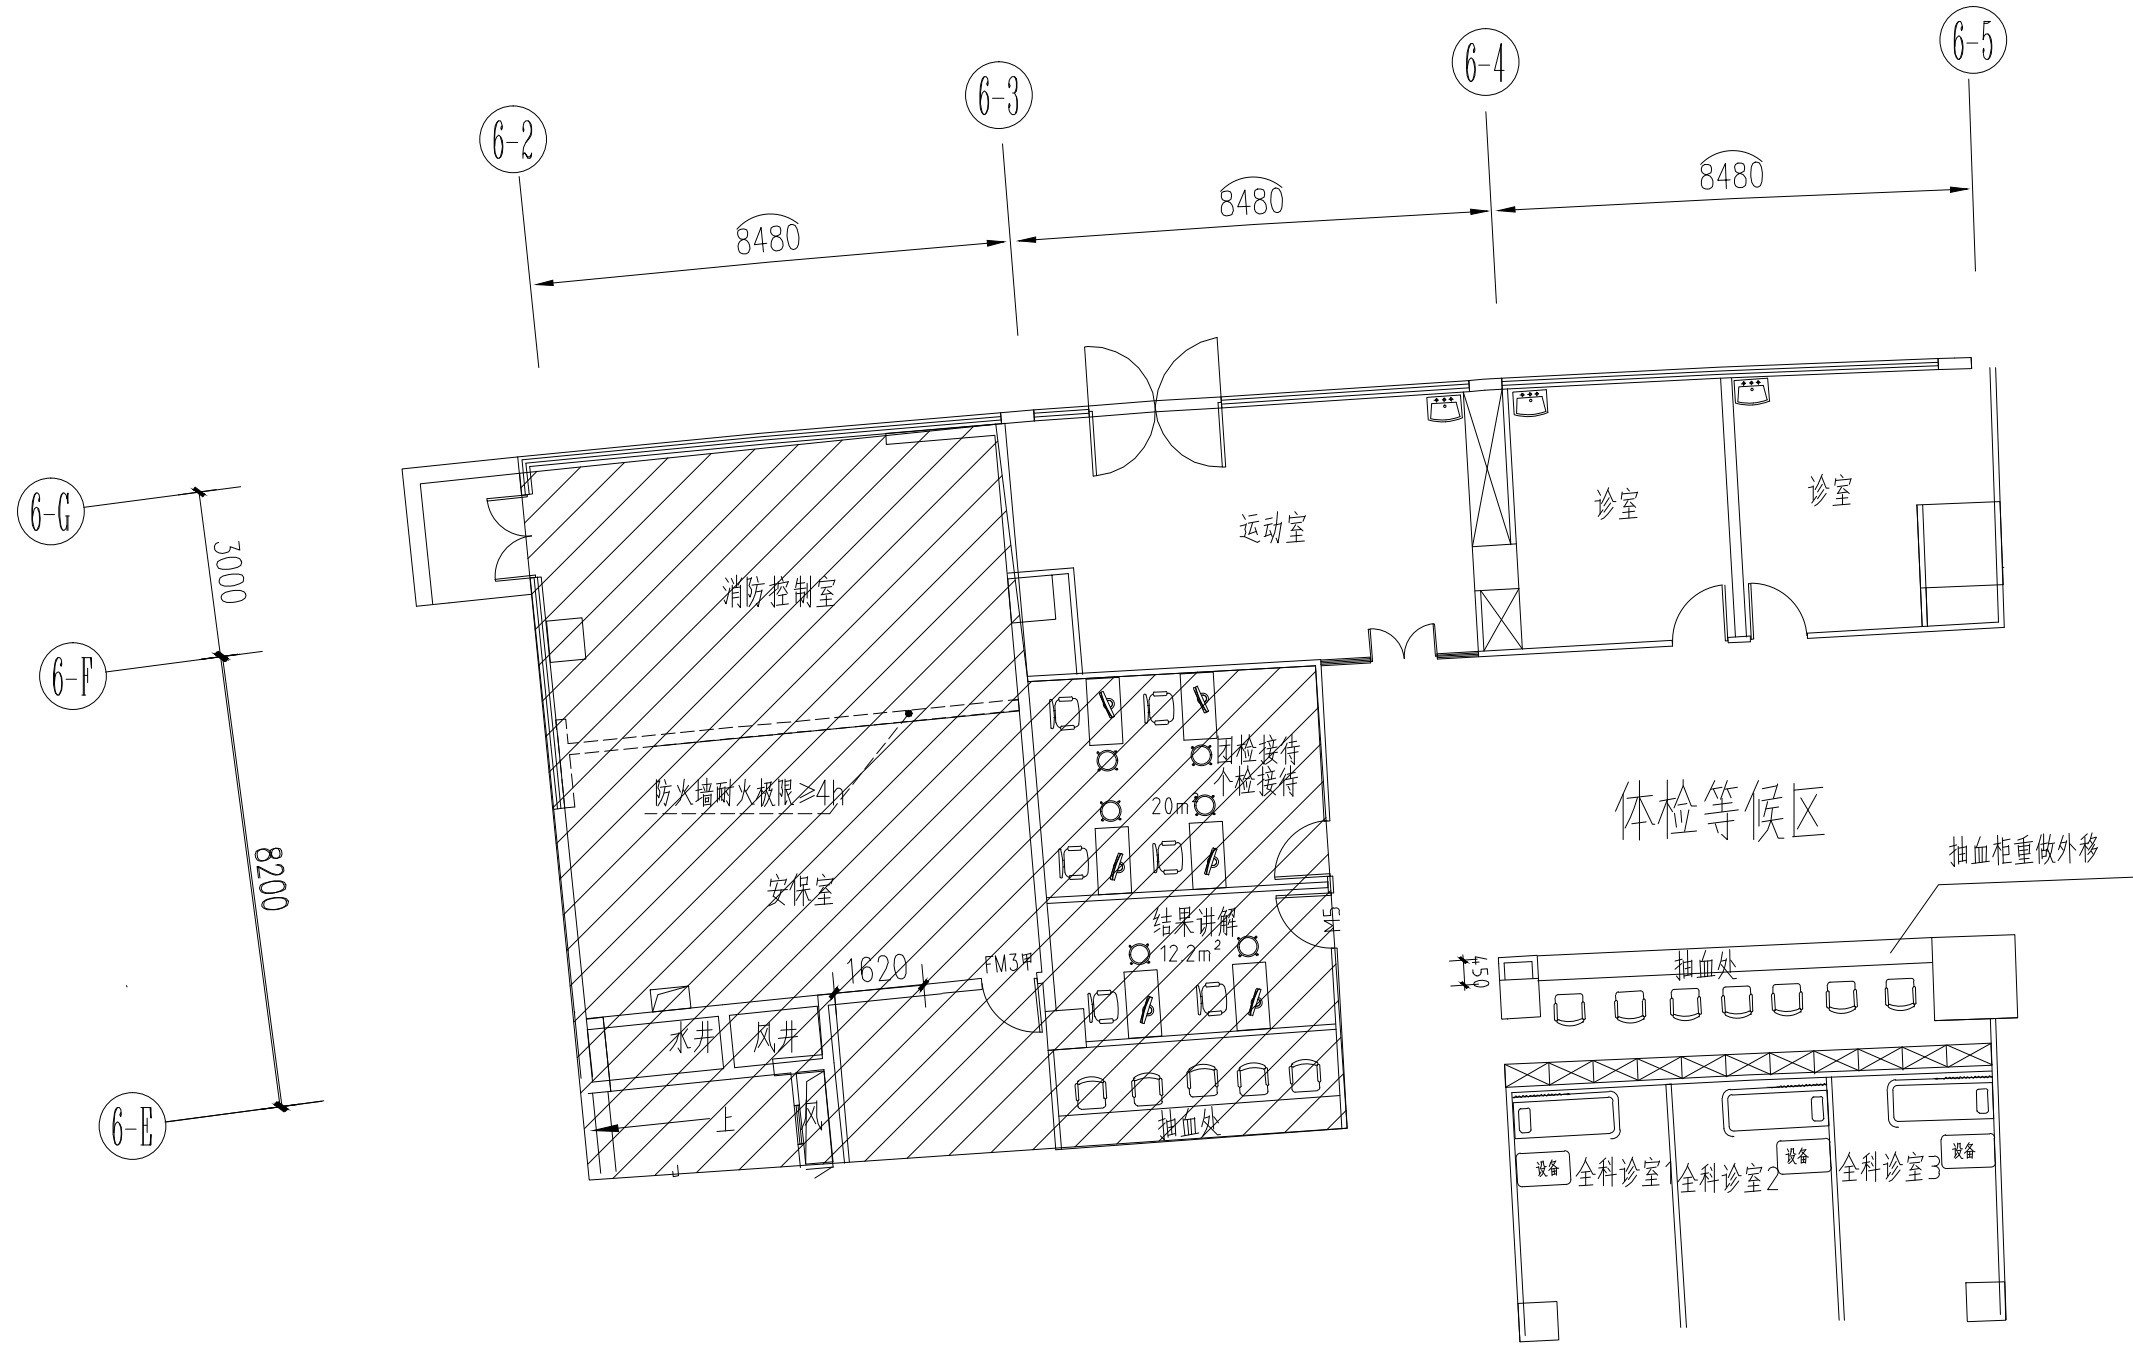 6-2
6-3
6-4
6-5
8480
8480
8480
6-G
3000
6-F
8200
6-E
消防控制室
运动室
诊室
诊室
防火墙耐火极限≥4h
团检接待
个检接待
20m²
体检等候区
抽血柜重做外移
安保室
结果讲解
12.2m²
M5
1620
FM3甲
450
抽血处
水井
风井
上
风
抽血处
设备
全科诊室1
全科诊室2
设备
全科诊室3
设备